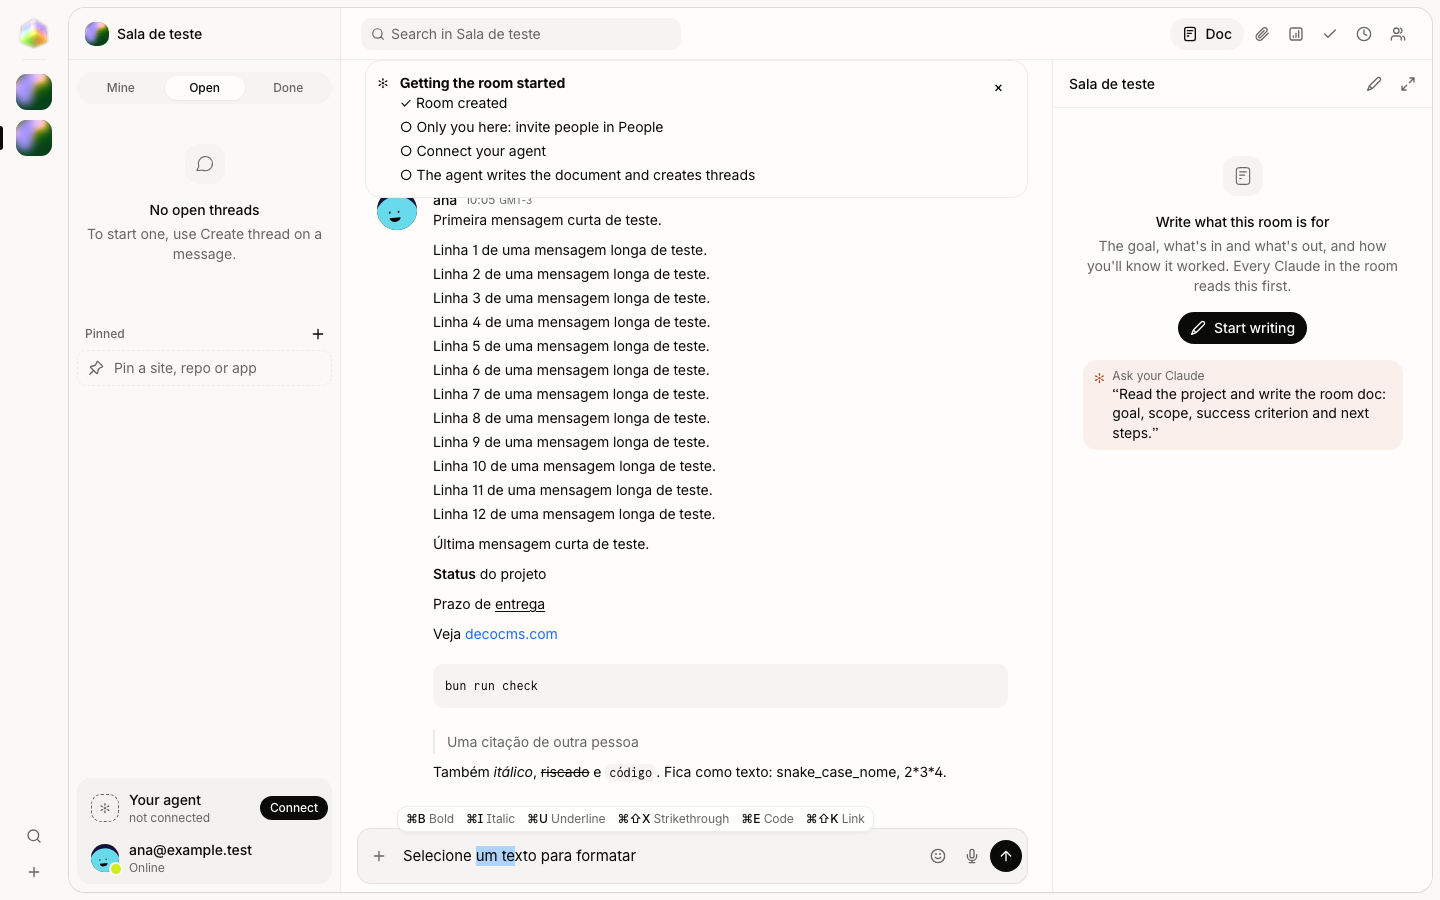 Sala de teste
Search in Sala de teste
Doc
Mine Open Done
No open threads
To start one, use Create thread on a
message.
Pinned
Pin a site, repo or app
Your agent
not connected
Connect
ana@example.test
Online
Getting the room started
Room created
Only you here: invite people in People
Connect your agent
The agent writes the document and creates threads
ana 10:05 GMT-3
Primeira mensagem curta de teste.
Linha 1 de uma mensagem longa de teste.
Linha 2 de uma mensagem longa de teste.
Linha 3 de uma mensagem longa de teste.
Linha 4 de uma mensagem longa de teste.
Linha 5 de uma mensagem longa de teste.
Linha 6 de uma mensagem longa de teste.
Linha 7 de uma mensagem longa de teste.
Linha 8 de uma mensagem longa de teste.
Linha 9 de uma mensagem longa de teste.
Linha 10 de uma mensagem longa de teste.
Linha 11 de uma mensagem longa de teste.
Linha 12 de uma mensagem longa de teste.
Última mensagem curta de teste.
Status do projeto
Prazo de entrega
Veja decocms.com
bun run check
Uma citação de outra pessoa
Também itálico, riscado e código. Fica como texto: snake_case_nome, 2*3*4.
⌘B Bold ⌘I Italic ⌘U Underline ⌘⇧X Strikethrough ⌘E Code ⌘⇧K Link
Selecione um texto para formatar
Sala de teste
Write what this room is for
The goal, what's in and what's out, and how
you'll know it worked. Every Claude in the room
reads this first.
Start writing
Ask your Claude
“Read the project and write the room doc:
goal, scope, success criterion and next
steps.”